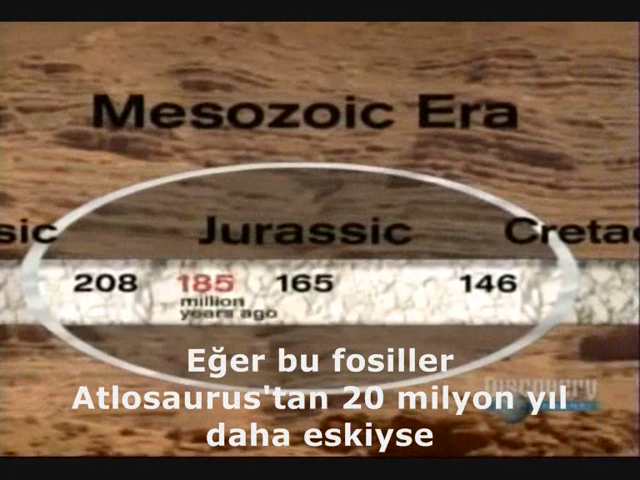 Mesozoic Era
sic Jurassic Cretac
208 185 165 146
million
years ago
Discovery
Eğer bu fosiller
Atlosaurus'tan 20 milyon yıl
daha eskiyse